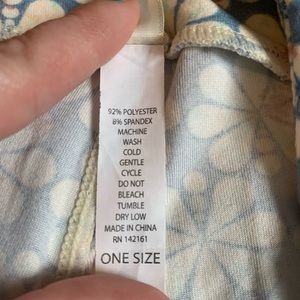 92% POLYESTER
8% SPANDEX
MACHINE
WASH
COLD
GENTLE
CYCLE
DO NOT
BLEACH
TUMBLE
DRY LOW
MADE IN CHINA
RN 142161
ONE SIZE